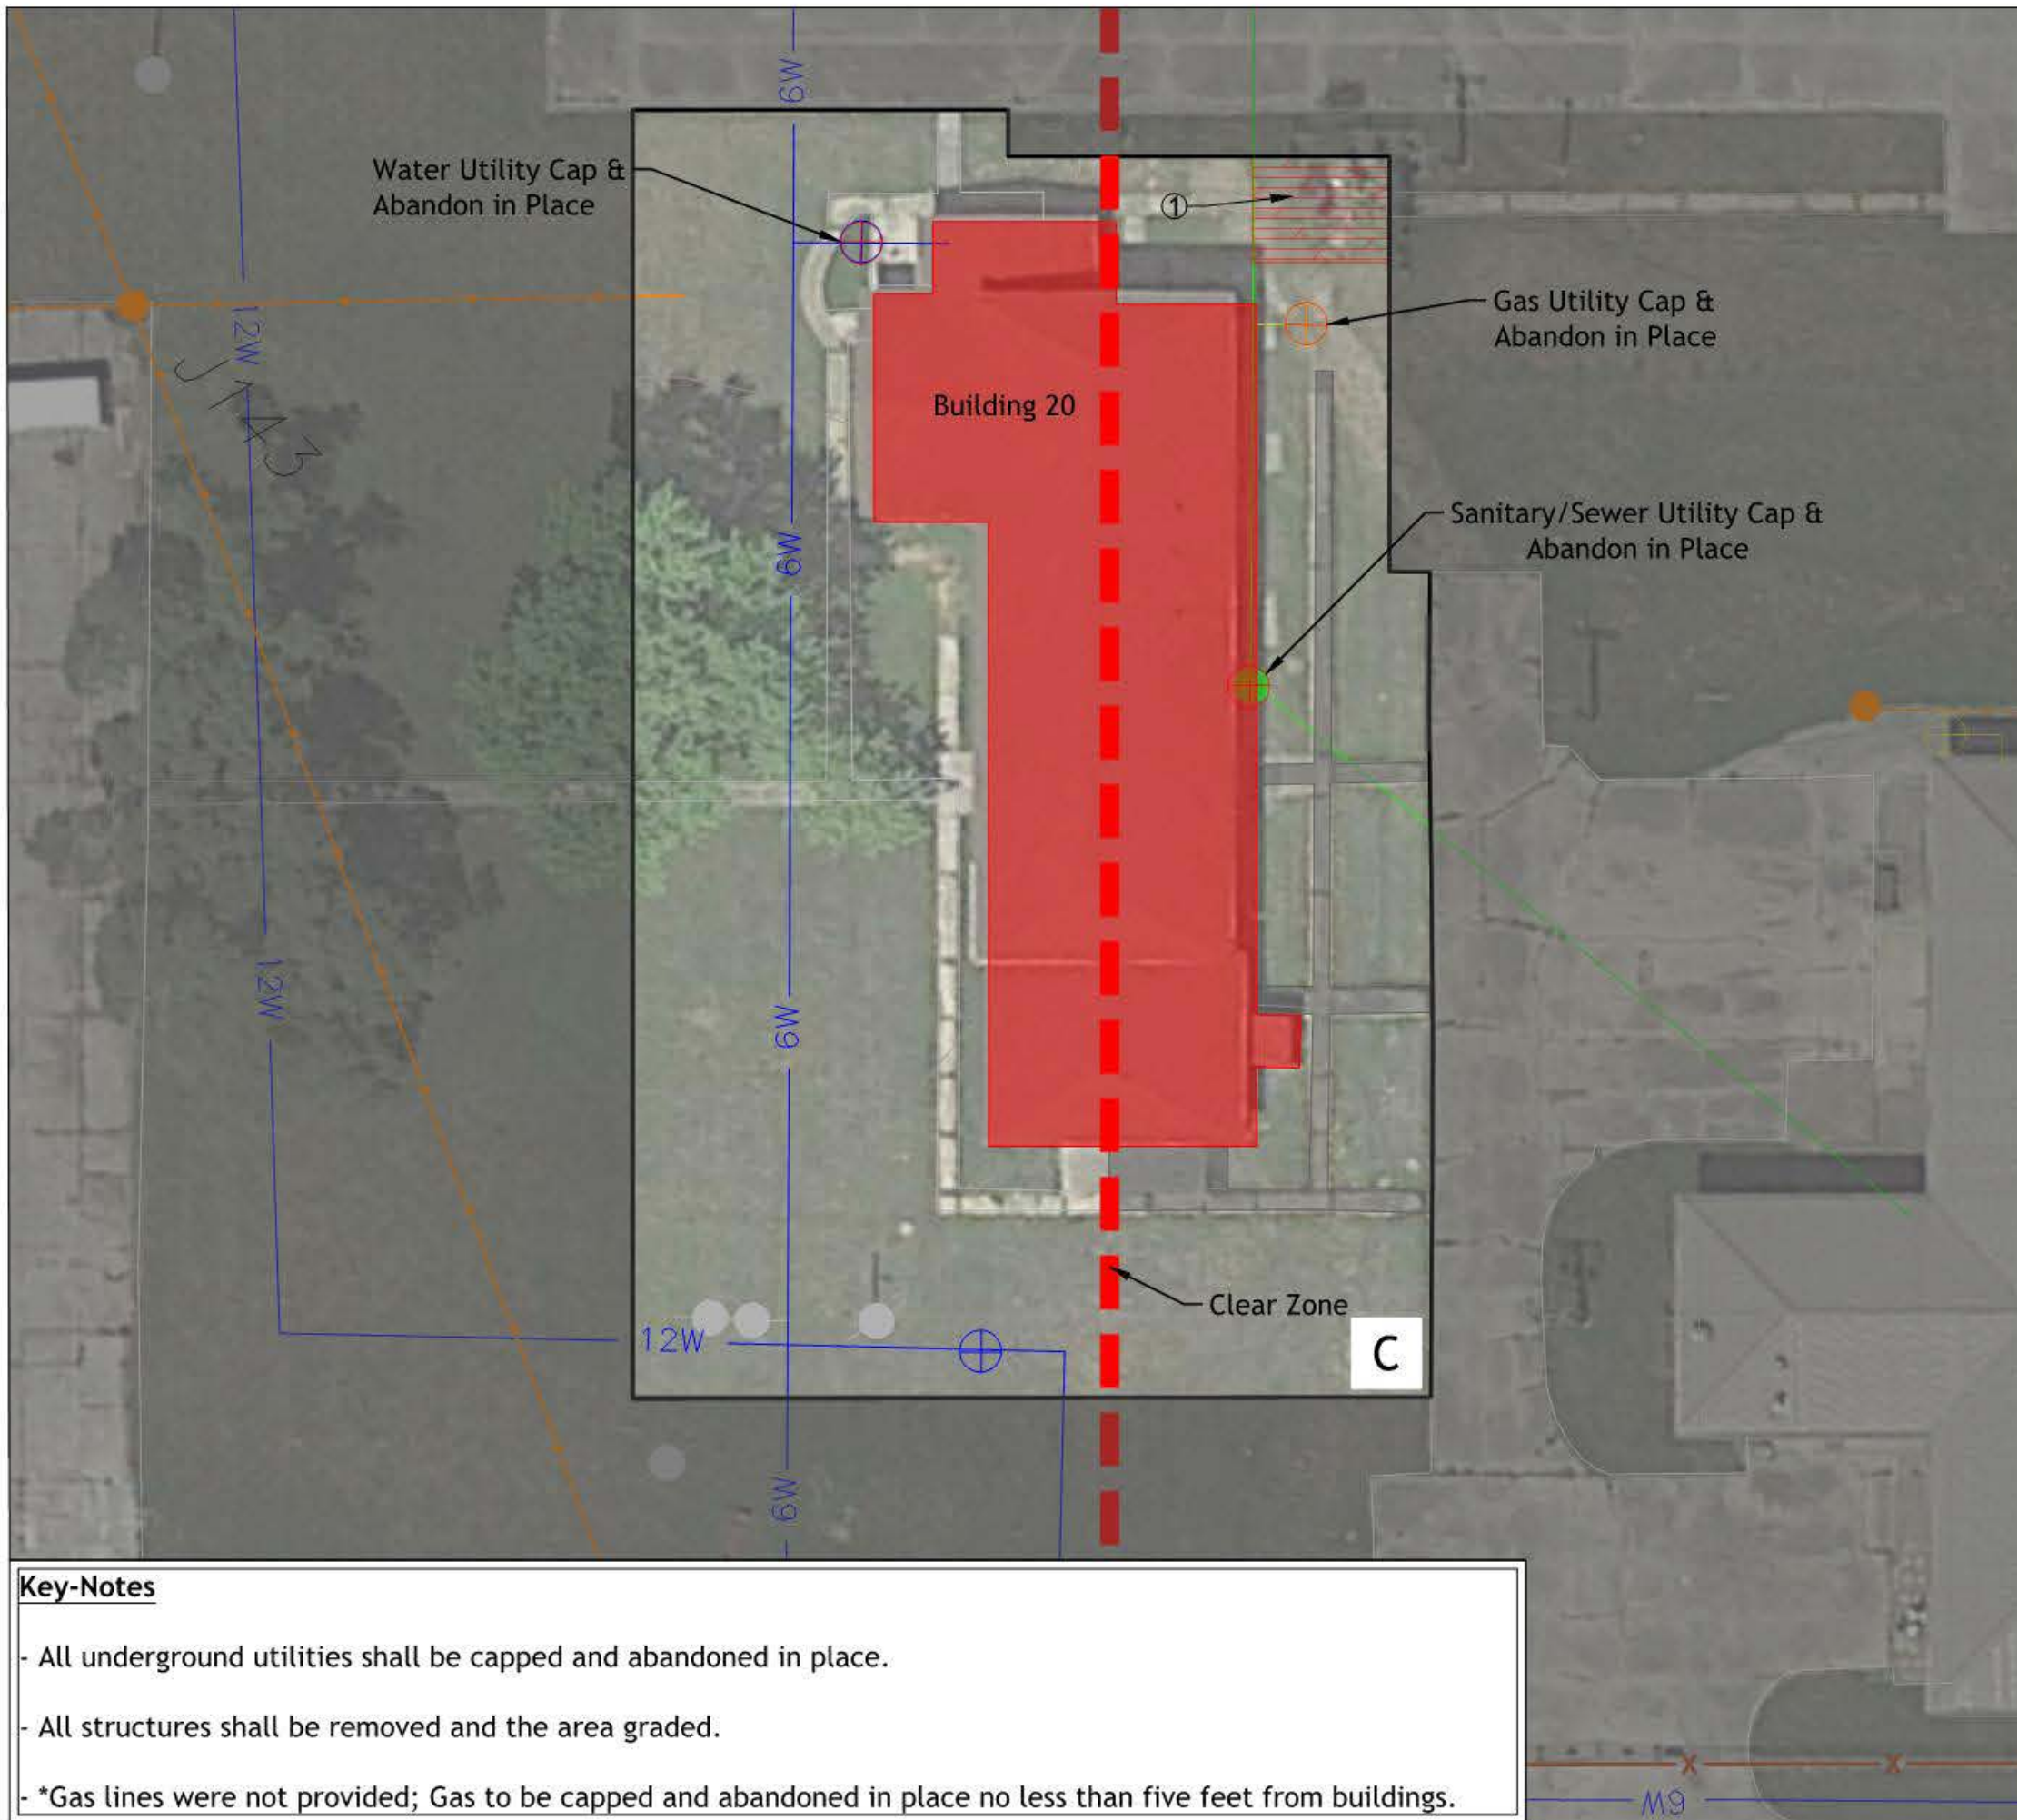 6W
Water Utility Cap &
Abandon in Place
①
12W
Gas Utility Cap &
Abandon in Place
J143
Building 20
Sanitary/Sewer Utility Cap &
Abandon in Place
6W
12W
6W
Clear Zone
12W
C
6W
Key-Notes
- All underground utilities shall be capped and abandoned in place.
- All structures shall be removed and the area graded.
- *Gas lines were not provided; Gas to be capped and abandoned in place no less than five feet from buildings.
X X
6W